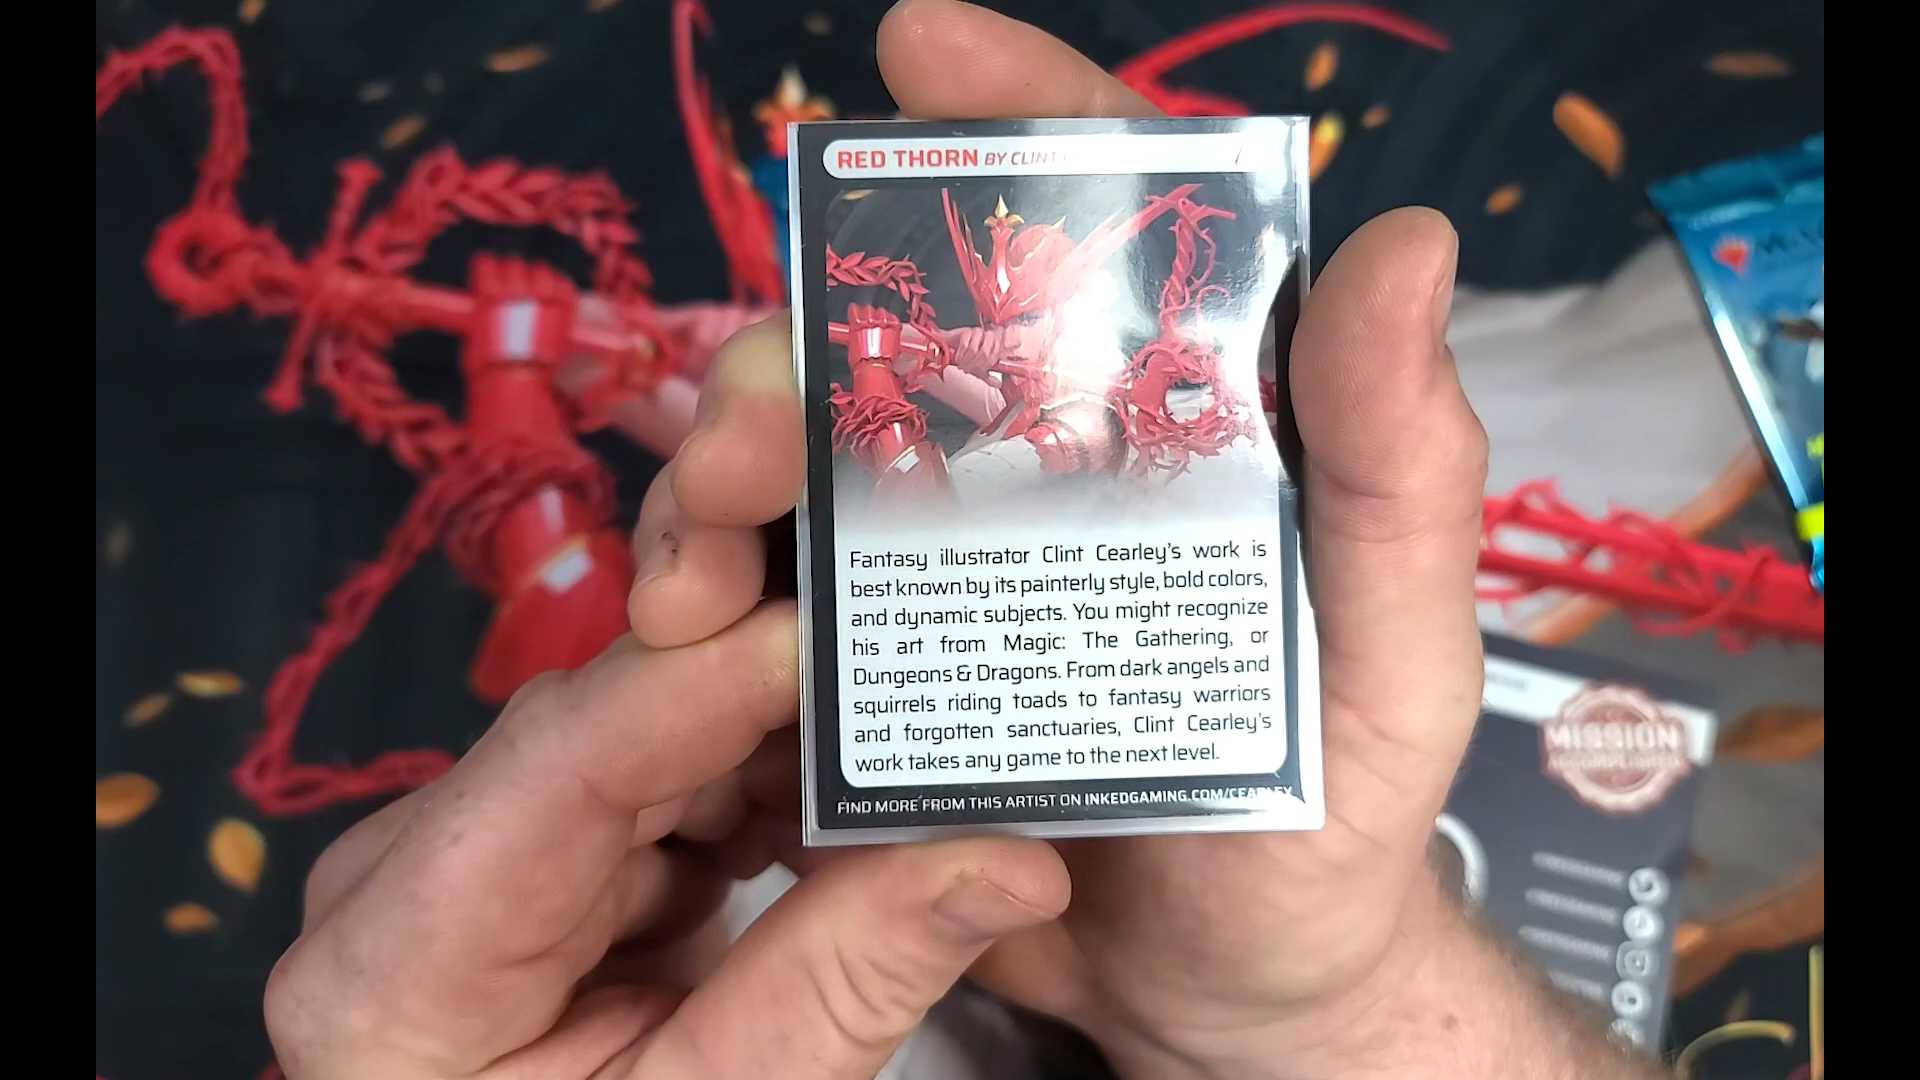 RED THORN BY CLINT
Fantasy illustrator Clint Cearley's work is
best known by its painterly style, bold colors,
and dynamic subjects. You might recognize
his art from Magic: The Gathering, or
Dungeons & Dragons. From dark angels and
squirrels riding toads to fantasy warriors
and forgotten sanctuaries, Clint Cearley's
work takes any game to the next level.
FIND MORE FROM THIS ARTIST ON INKEDGAMING.COM/CEARLEY
MISSION
ACCOMPLISHED